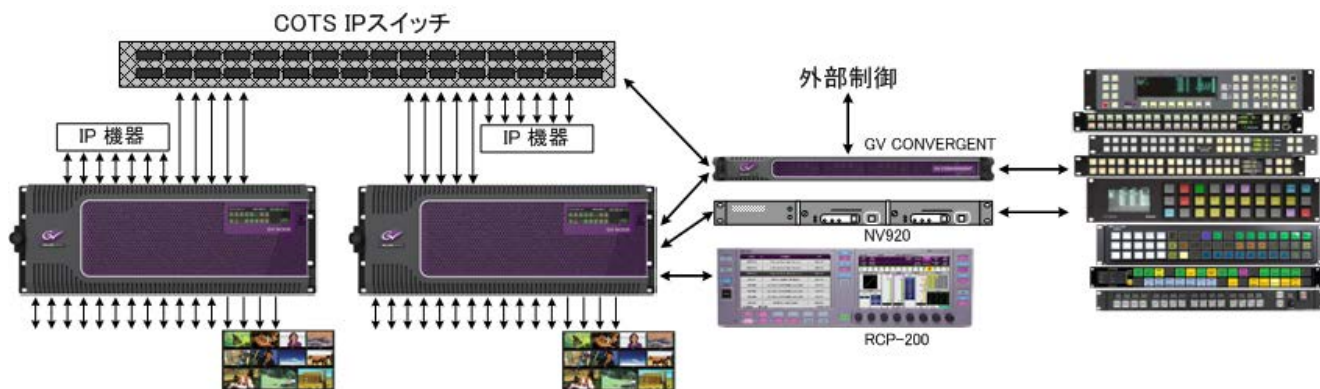 COTS IPスイッチ
外部制御
IP 機器
IP 機器
GV CONVERGENT
NV920
RCP-200